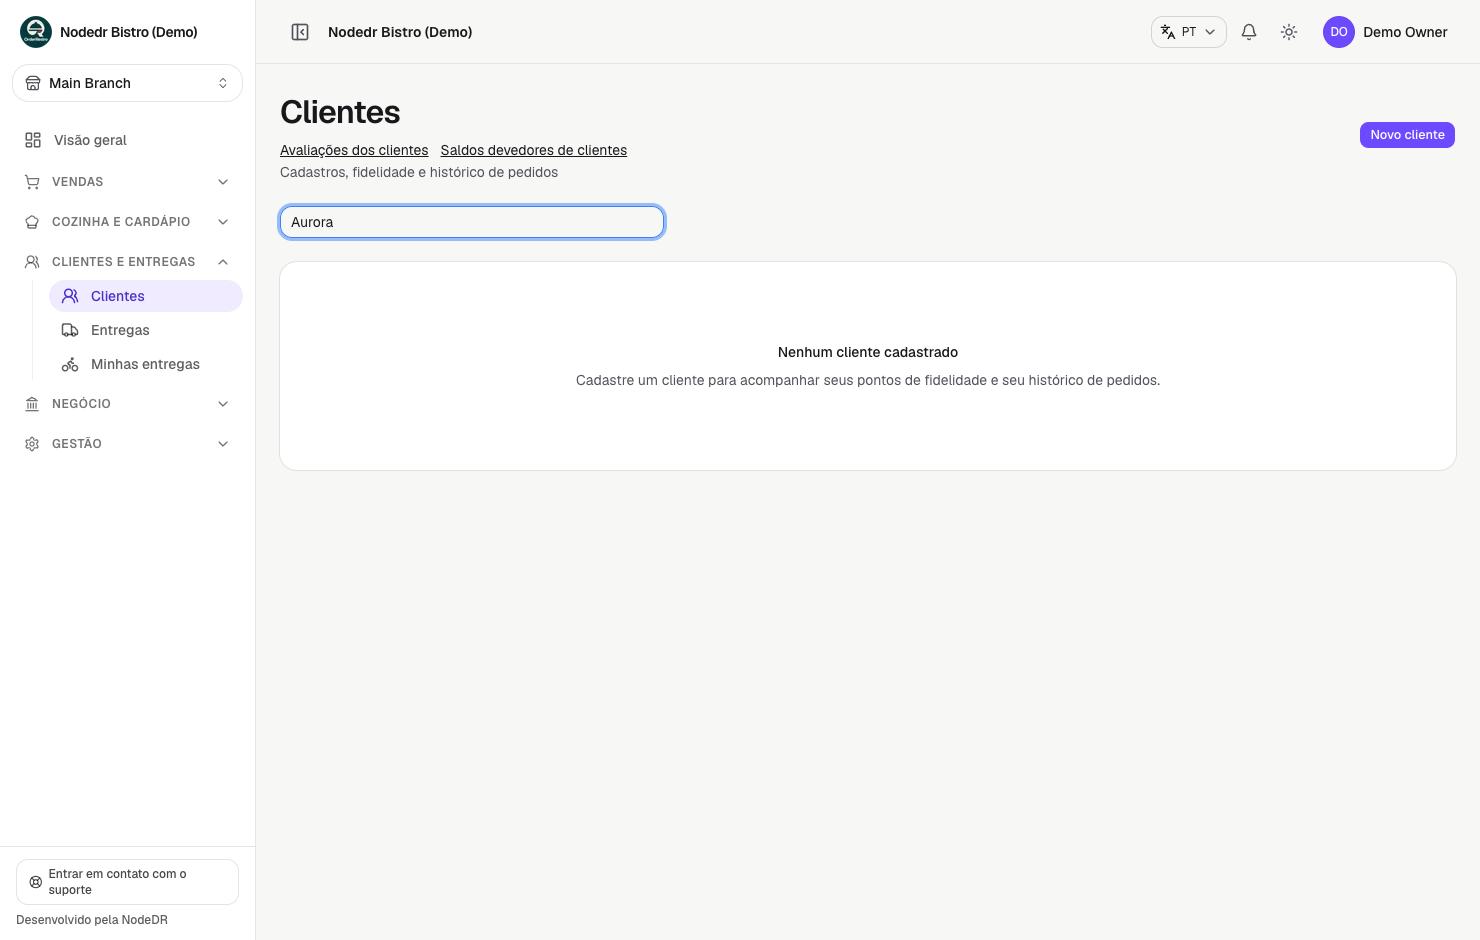 Nodedr Bistro (Demo)
Main Branch
Visão geral
VENDAS
COZINHA E CARDÁPIO
CLIENTES E ENTREGAS
Clientes
Entregas
Minhas entregas
NEGÓCIO
GESTÃO
Entrar em contato com o
suporte
Desenvolvido pela NodeDR
Nodedr Bistro (Demo)
PT
DO
Demo Owner
Clientes
Avaliações dos clientes Saldos devedores de clientes
Cadastros, fidelidade e histórico de pedidos
Novo cliente
Aurora
Nenhum cliente cadastrado
Cadastre um cliente para acompanhar seus pontos de fidelidade e seu histórico de pedidos.